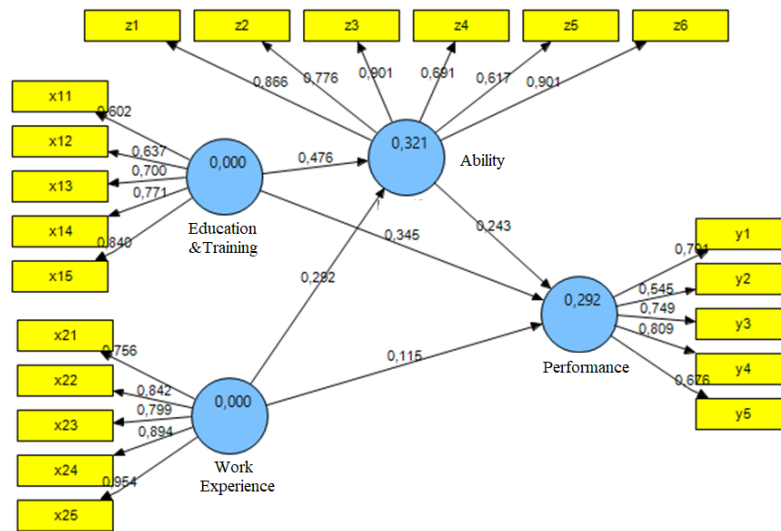 z1
z2
z3
z4
z5
z6
0,866
0,776
0,901
0,691
0,617
0,901
x11
x12
x13
x14
x15
0,602
0,637
0,700
0,771
0,840
0,000
Education
&Training
0,476
0,321
Ability
0,345
0,243
0,292
0,115
x21
x22
x23
x24
x25
0,756
0,842
0,799
0,894
0,954
0,000
Work
Experience
0,292
Performance
0,545
0,749
0,809
0,676
y1
y2
y3
y4
y5